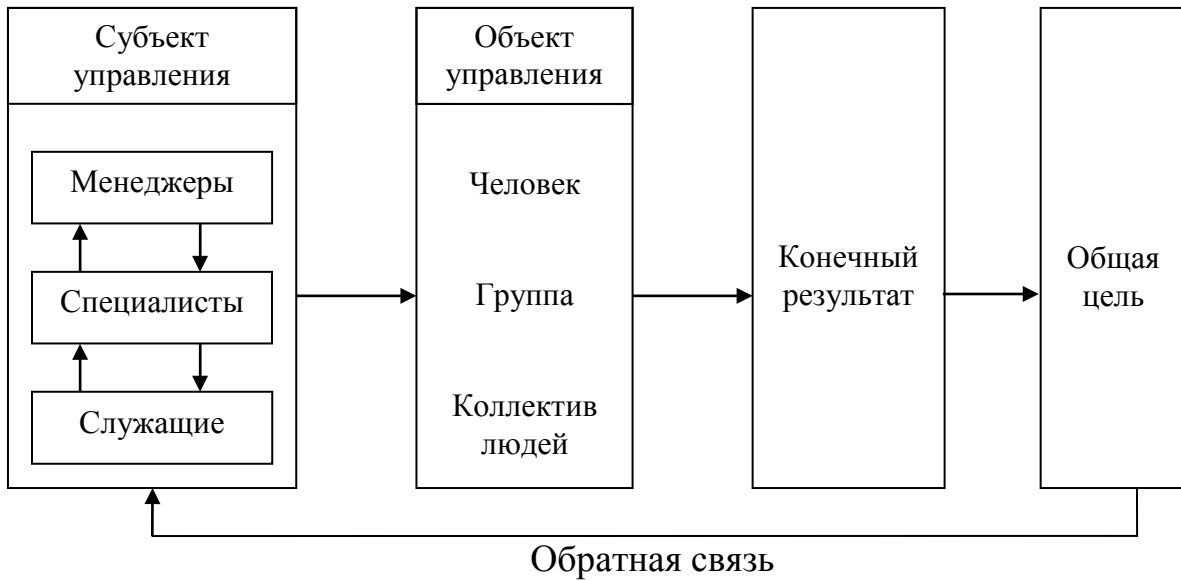 Субъект
управления
Менеджеры
Специалисты
Служащие
Объект
управления
Человек
Группа
Коллектив
людей
Конечный
результат
Общая
цель
Обратная связь